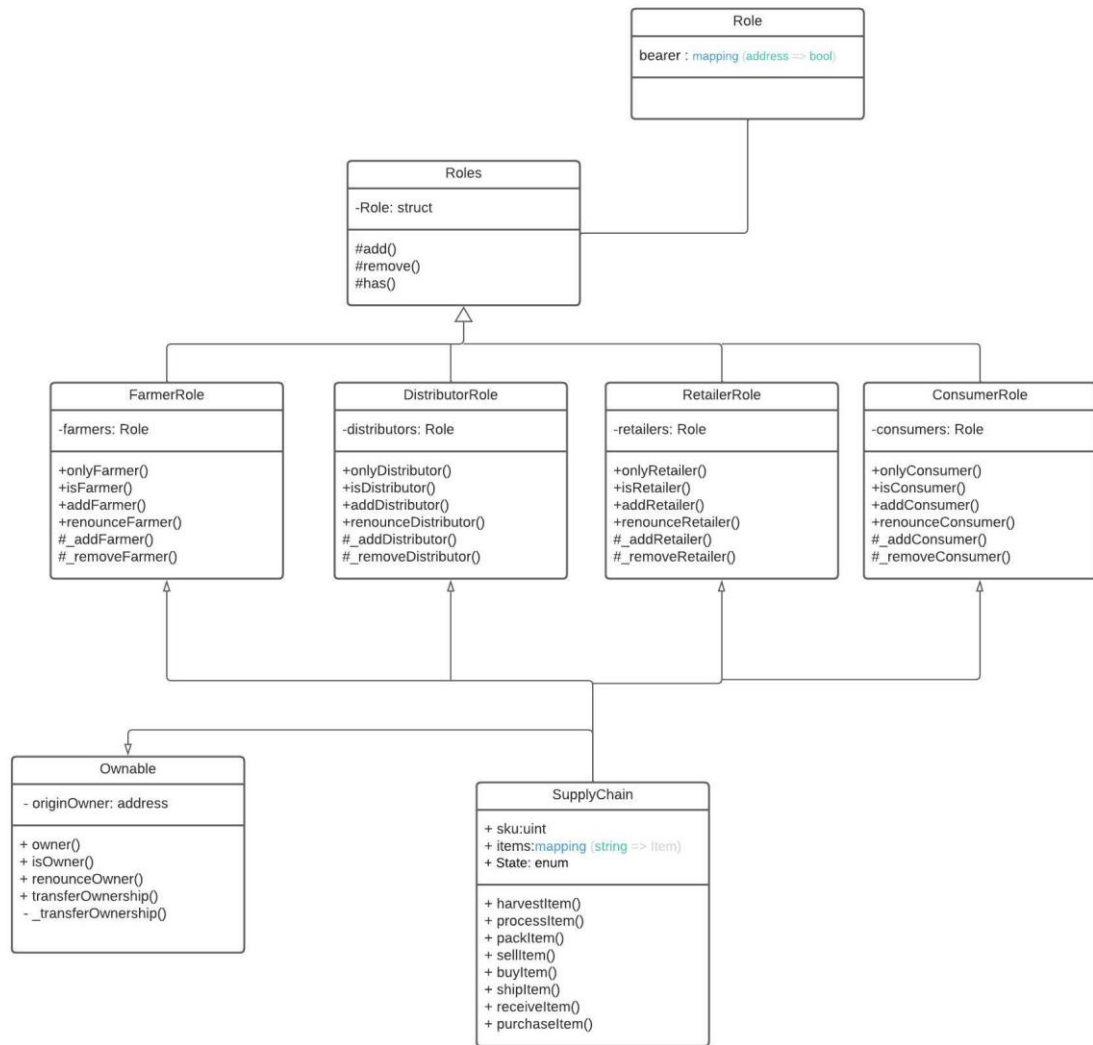 Role
bearer : mapping (address => bool)
Roles
-Role: struct
#add()
#remove()
#has()
FarmerRole
-farmers: Role
+onlyFarmer()
+isFarmer()
+addFarmer()
+renounceFarmer()
#_addFarmer()
#_removeFarmer()
DistributorRole
-distributors: Role
+onlyDistributor()
+isDistributor()
+addDistributor()
+renounceDistributor()
#_addDistributor()
#_removeDistributor()
RetailerRole
-retailers: Role
+onlyRetailer()
+isRetailer()
+addRetailer()
+renounceRetailer()
#_addRetailer()
#_removeRetailer()
ConsumerRole
-consumers: Role
+onlyConsumer()
+isConsumer()
+addConsumer()
+renounceConsumer()
#_addConsumer()
#_removeConsumer()
Ownable
- originOwner: address
+ owner()
+ isOwner()
+ renounceOwner()
+ transferOwnership()
- _transferOwnership()
SupplyChain
+ sku:uint
+ items:mapping (string => Item)
+ State: enum
+ harvestItem()
+ processItem()
+ packItem()
+ sellItem()
+ buyItem()
+ shipItem()
+ receiveItem()
+ purchaseItem()